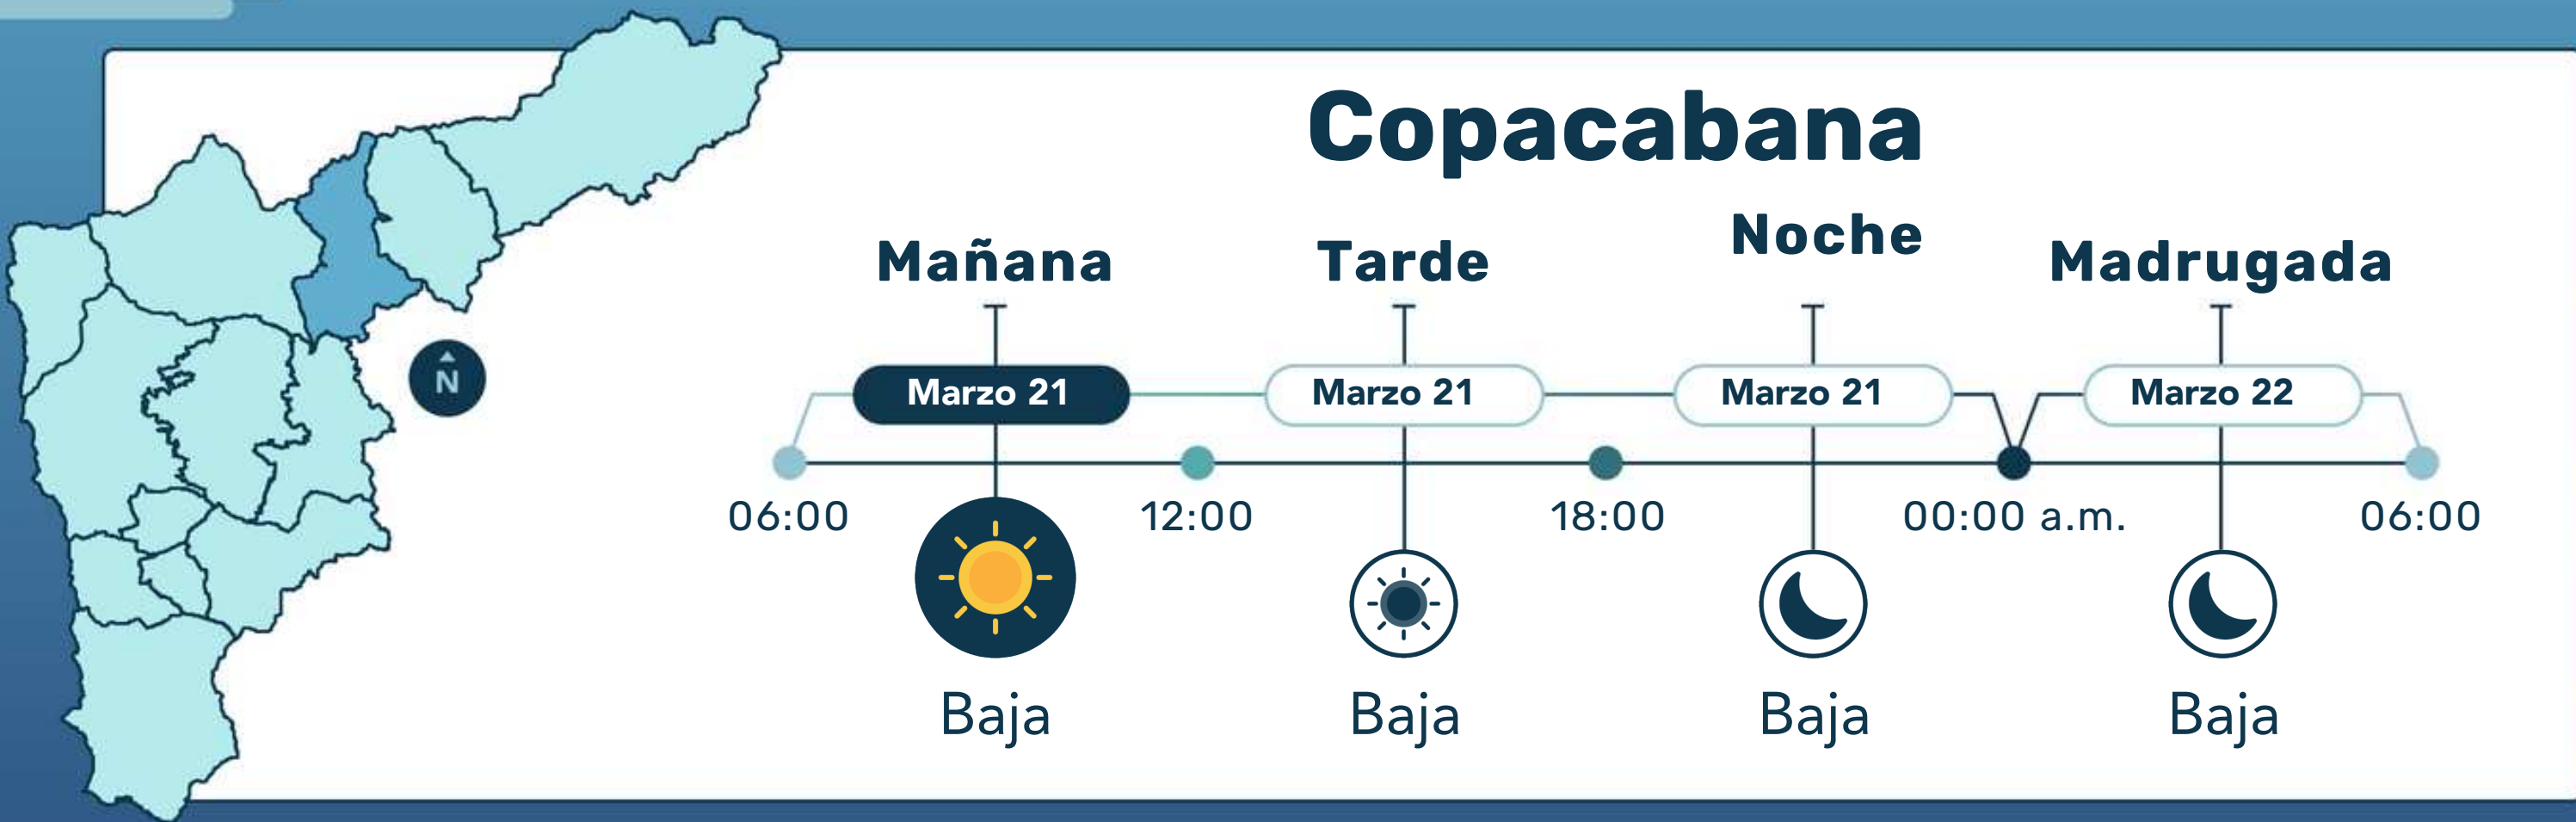 Copacabana
Mañana Tarde Noche Madrugada
Marzo 21 Marzo 21 Marzo 21 Marzo 22
N
06:00 12:00 18:00 00:00 a.m. 06:00
Baja Baja Baja Baja